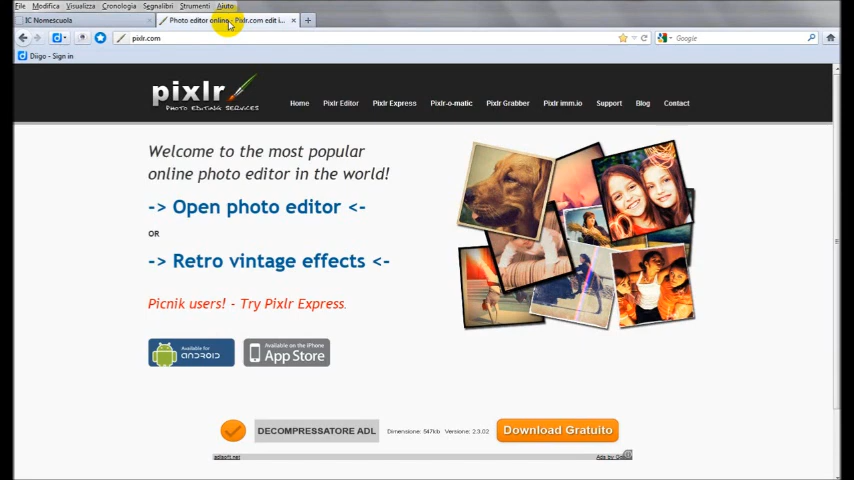 File Modifica Visualizza Cronologia Segnalibri Strumenti Aiuto
IC Nomescuola
Photo editor online - Pixlr.com edit i...
pixlr.com
Google
Diigo - Sign in
pixlr
PHOTO EDITING SERVICES
Home Pixlr Editor Pixlr Express Pixlr-o-matic Pixlr Grabber Pixlr imm.io Support Blog Contact
Welcome to the most popular
online photo editor in the world!
-> Open photo editor <-
OR
-> Retro vintage effects <-
Picnik users! - Try Pixlr Express.
Available for
ANDROID
Available on the iPhone
App Store
DECOMPRESSATORE ADL Dimensione: 547kb Versione: 2.3.02 Download Gratuito
adlsoft.net
Ads by